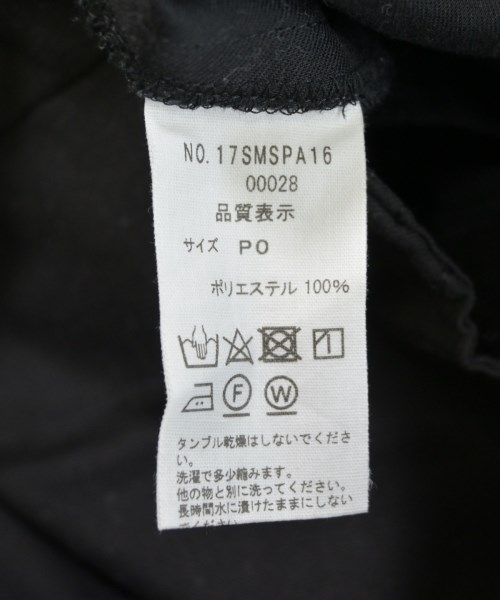 NO.17SMSPA16
00028
品質表示
サイズ PO
ポリエステル 100%
F W
タンブル乾燥はしないでくださ
い。
洗濯で多少縮みます。
他の物と別に洗ってください。
長時間水に漬けたままにしない